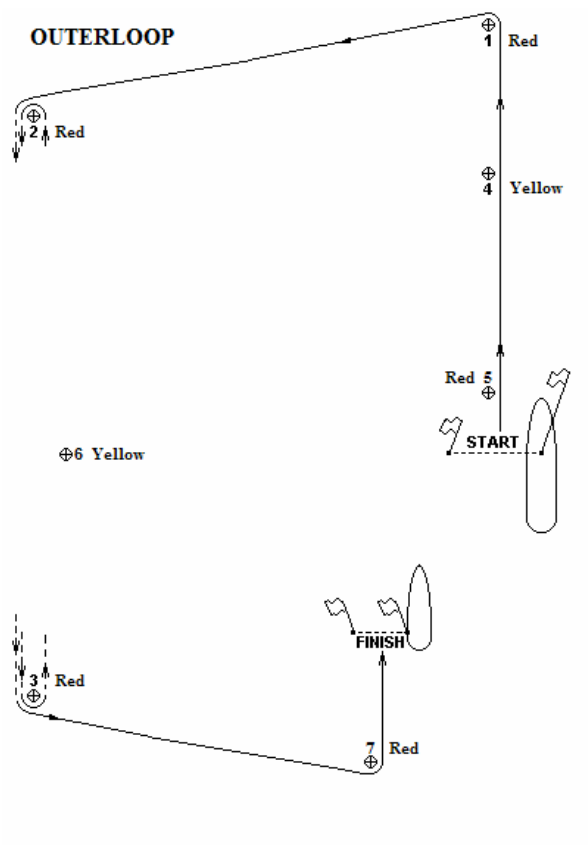 OUTERLOOP
1 Red
2 Red
4 Yellow
Red 5
START
6 Yellow
FINISH
3 Red
7 Red